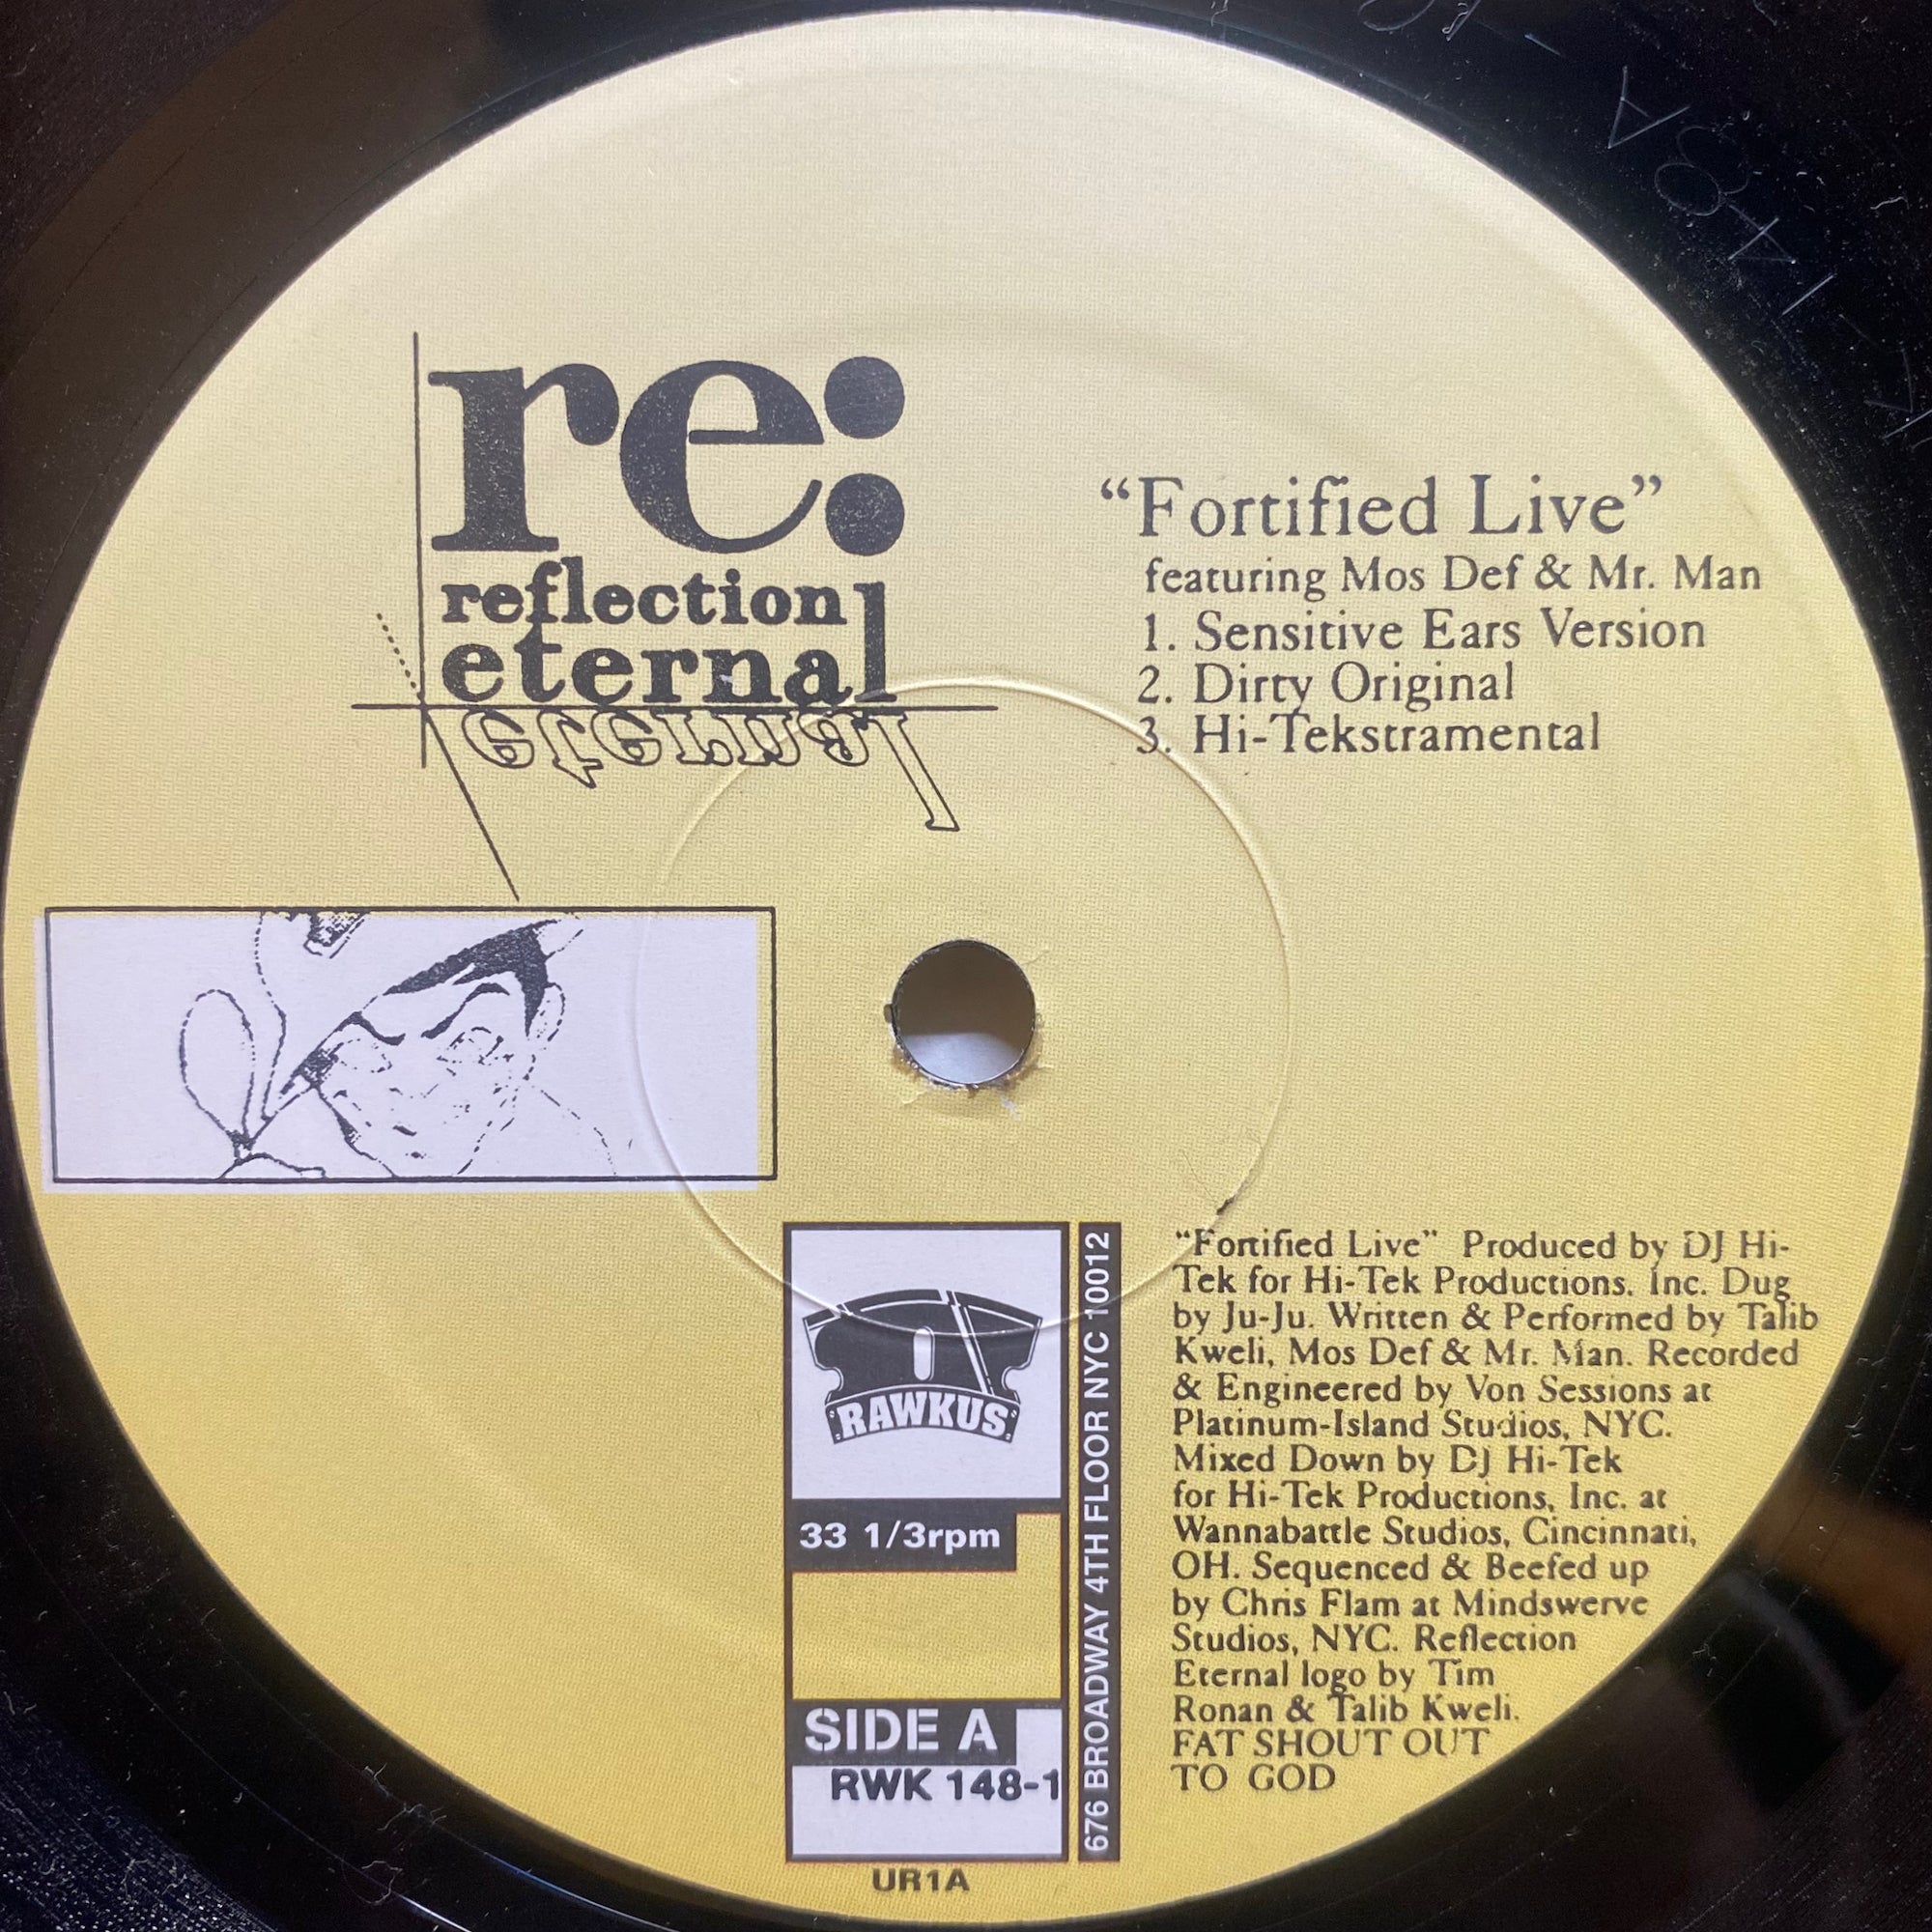 re:
reflection
eternal
eternal
“Fortified Live”
featuring Mos Def & Mr. Man
1. Sensitive Ears Version
2. Dirty Original
3. Hi-Tekstramental
RAWKUS
33 1/3rpm
SIDE A
RWK 148-1
UR1A
676 BROADWAY 4TH FLOOR NYC 10012
“Fortified Live” Produced by DJ Hi-
Tek for Hi-Tek Productions. Inc. Dug
by Ju-Ju. Written & Performed by Talib
Kweli, Mos Def & Mr. Man. Recorded
& Engineered by Von Sessions at
Platinum-Island Studios, NYC.
Mixed Down by DJ Hi-Tek
for Hi-Tek Productions, Inc. at
Wannabattle Studios, Cincinnati,
OH. Sequenced & Beefed up
by Chris Flam at Mindswerve
Studios, NYC. Reflection
Eternal logo by Tim
Ronan & Talib Kweli.
FAT SHOUT OUT
TO GOD